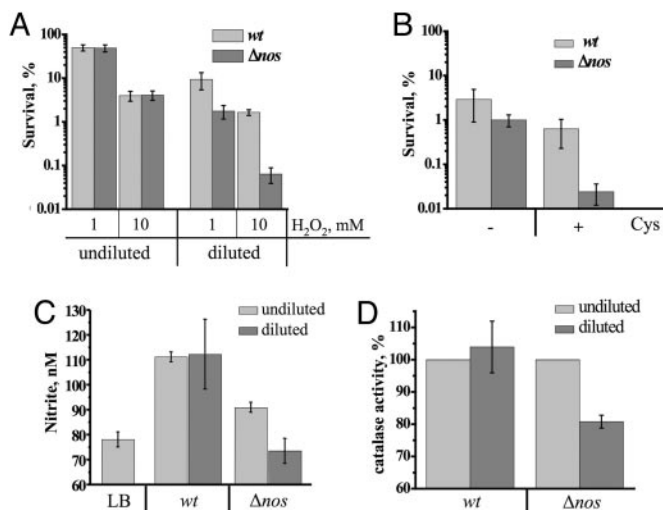 A
wt
Δnos
Survival, %
100
10
1
0.1
0.01
1 10 1 10 H₂O₂, mM
undiluted diluted
B
wt
Δnos
Survival, %
100
10
1
0.1
0.01
- + Cys
C
undiluted
diluted
Nitrite, nM
130
120
110
100
90
80
70
60
LB wt Δnos
D
undiluted
diluted
catalase activity, %
110
100
90
80
70
60
wt Δnos